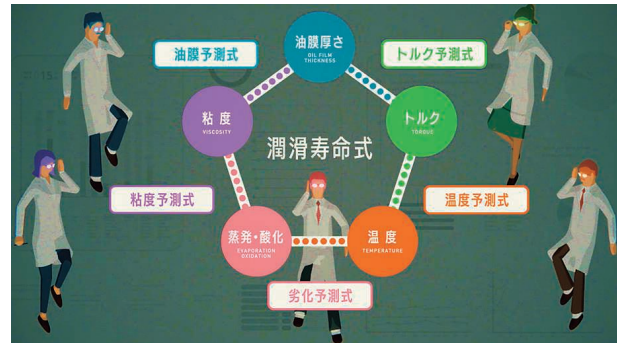 油膜厚さ
OIL FILM
THICKNESS
油膜予測式
トルク予測式
粘度
VISCOSITY
トルク
TORQUE
潤滑寿命式
粘度予測式
温度予測式
蒸発・酸化
EVAPORATION
OXIDATION
温度
TEMPERATURE
劣化予測式